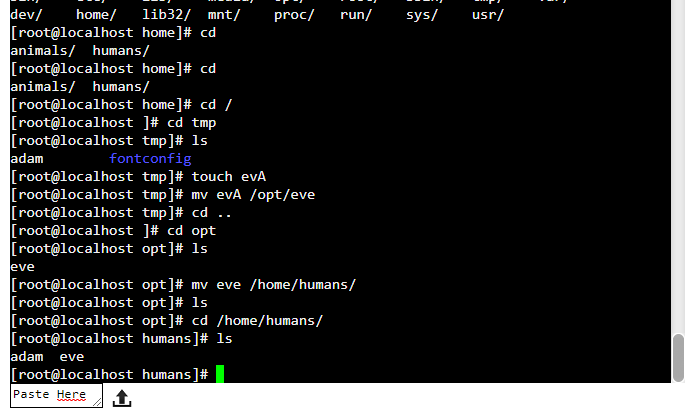 dev/ home/ lib32/ mnt/ proc/ run/ sys/ usr/
[root@localhost home]# cd
animals/ humans/
[root@localhost home]# cd
animals/ humans/
[root@localhost home]# cd /
[root@localhost ]# cd tmp
[root@localhost tmp]# ls
adam fontconfig
[root@localhost tmp]# touch evA
[root@localhost tmp]# mv evA /opt/eve
[root@localhost tmp]# cd ..
[root@localhost ]# cd opt
[root@localhost opt]# ls
eve
[root@localhost opt]# mv eve /home/humans/
[root@localhost opt]# ls
[root@localhost opt]# cd /home/humans/
[root@localhost humans]# ls
adam eve
[root@localhost humans]#
Paste Here